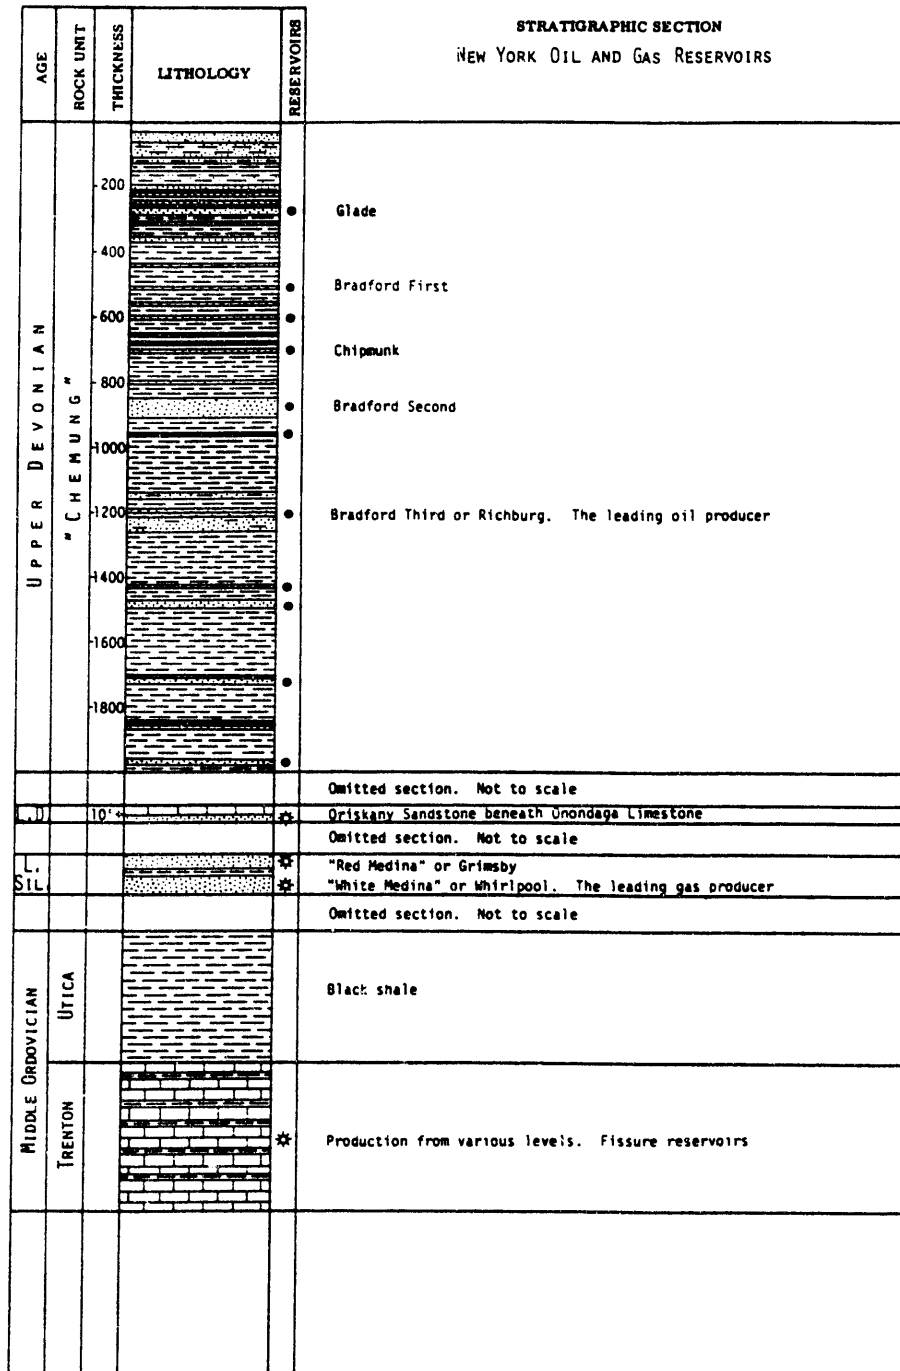 STRATIGRAPHIC SECTION
NEW YORK OIL AND GAS RESERVOIRS
AGE
ROCK UNIT
THICKNESS
LITHOLOGY
RESERVOIRS
UPPER DEVONIAN
"CHEMUNG"
200
Glade
400
Bradford First
600
Chipmunk
800
Bradford Second
1000
1200
Bradford Third or Richburg. The leading oil producer
1400
1600
1800
Omitted section. Not to scale
L.D.
10'
Oriskany Sandstone beneath Onondaga Limestone
Omitted section. Not to scale
L.
SIL.
"Red Medina" or Grimsby
"White Medina" or Whirlpool. The leading gas producer
Omitted section. Not to scale
MIDDLE ORDOVICIAN
UTICA
Black shale
TRENTON
Production from various levels. Fissure reservoirs